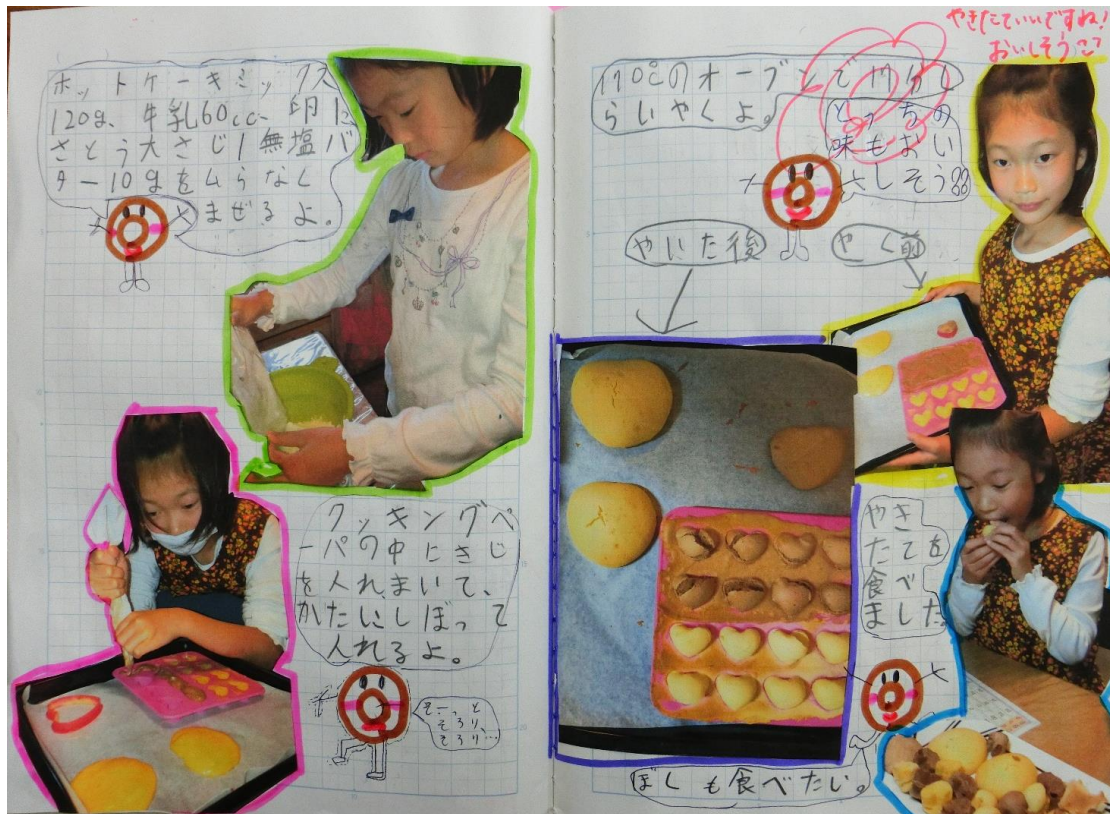 ホットケーキミックス
120g、牛乳60cc、卵1こ
さとう大さじ1無塩バ
ター10gをムらなく
まぜるよ。
クッキングペ
ーパの中にきじ
を入れまいて、
かたにしぼって
入れるよ。
そーっと
そろり、
そろり…
やきたていいですね!
おいしそう
170℃のオーブンで17分く
らいやくよ。
どっちの
味もおい
しそう
やいた後
やく前
やき
たてを
食べ
ました。
ぼくも食べたい。